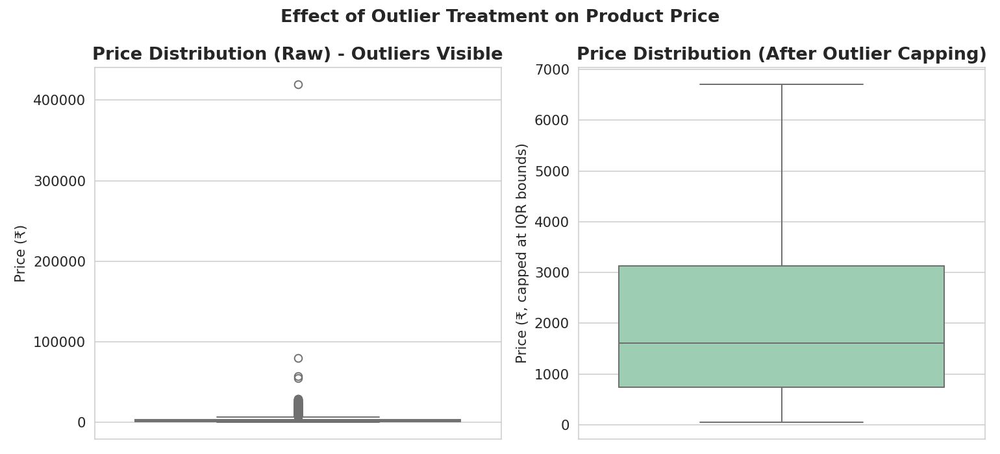 Effect of Outlier Treatment on Product Price
Price Distribution (Raw) - Outliers Visible
400000
300000
200000
100000
0
Price (₹)
Price Distribution (After Outlier Capping)
7000
6000
5000
4000
3000
2000
1000
0
Price (₹, capped at IQR bounds)